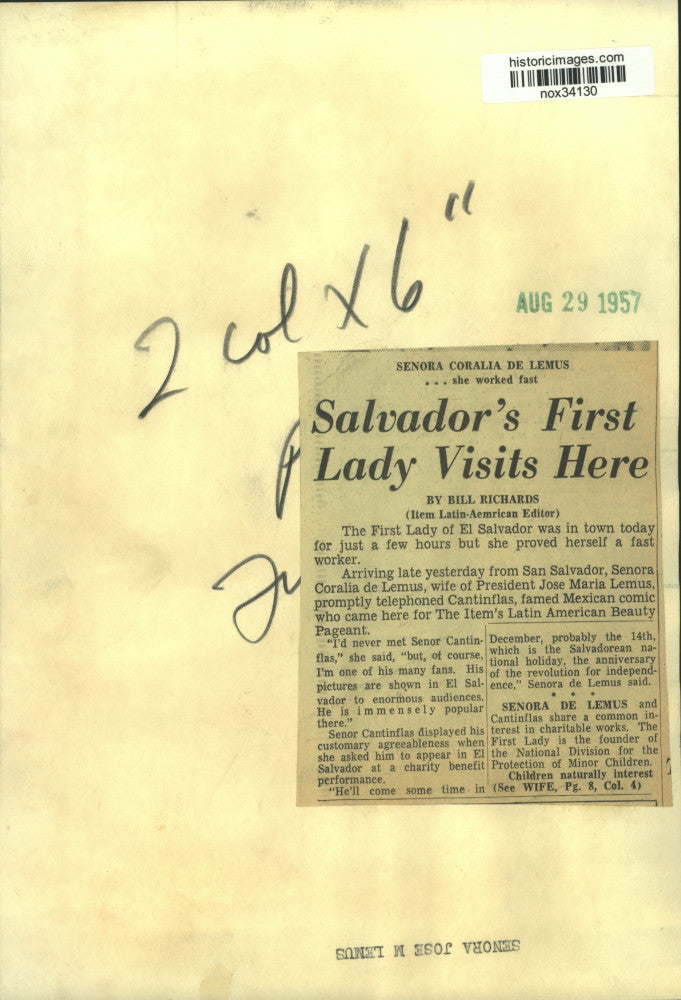 historicimages.com
nox34130
2 col x 6"
AUG 29 1957
SENORA CORALIA DE LEMUS
. . . she worked fast
Salvador's First
Lady Visits Here
BY BILL RICHARDS
(Item Latin-Aemrican Editor)
The First Lady of El Salvador was in town today
for just a few hours but she proved herself a fast
worker.
Arriving late yesterday from San Salvador, Senora
Coralia de Lemus, wife of President Jose Maria Lemus,
promptly telephoned Cantinflas, famed Mexican comic
who came here for The Item's Latin American Beauty
Pageant.
"I'd never met Senor Cantin-
flas," she said, "but, of course,
I'm one of his many fans. His
pictures are shown in El Sal-
vador to enormous audiences.
He is immensely popular
there."
Senor Cantinflas displayed his
customary agreeableness when
she asked him to appear in El
Salvador at a charity benefit
performance.
"He'll come some time in
December, probably the 14th,
which is the Salvadorean na-
tional holiday, the anniversary
of the revolution for independ-
ence," Senora de Lemus said.
* * *
SENORA DE LEMUS and
Cantinflas share a common in-
terest in charitable works. The
First Lady is the founder of
the National Division for the
Protection of Minor Children.
Children naturally interest
(See WIFE, Pg. 8, Col. 4)
SENORA JOSE M LEMUS